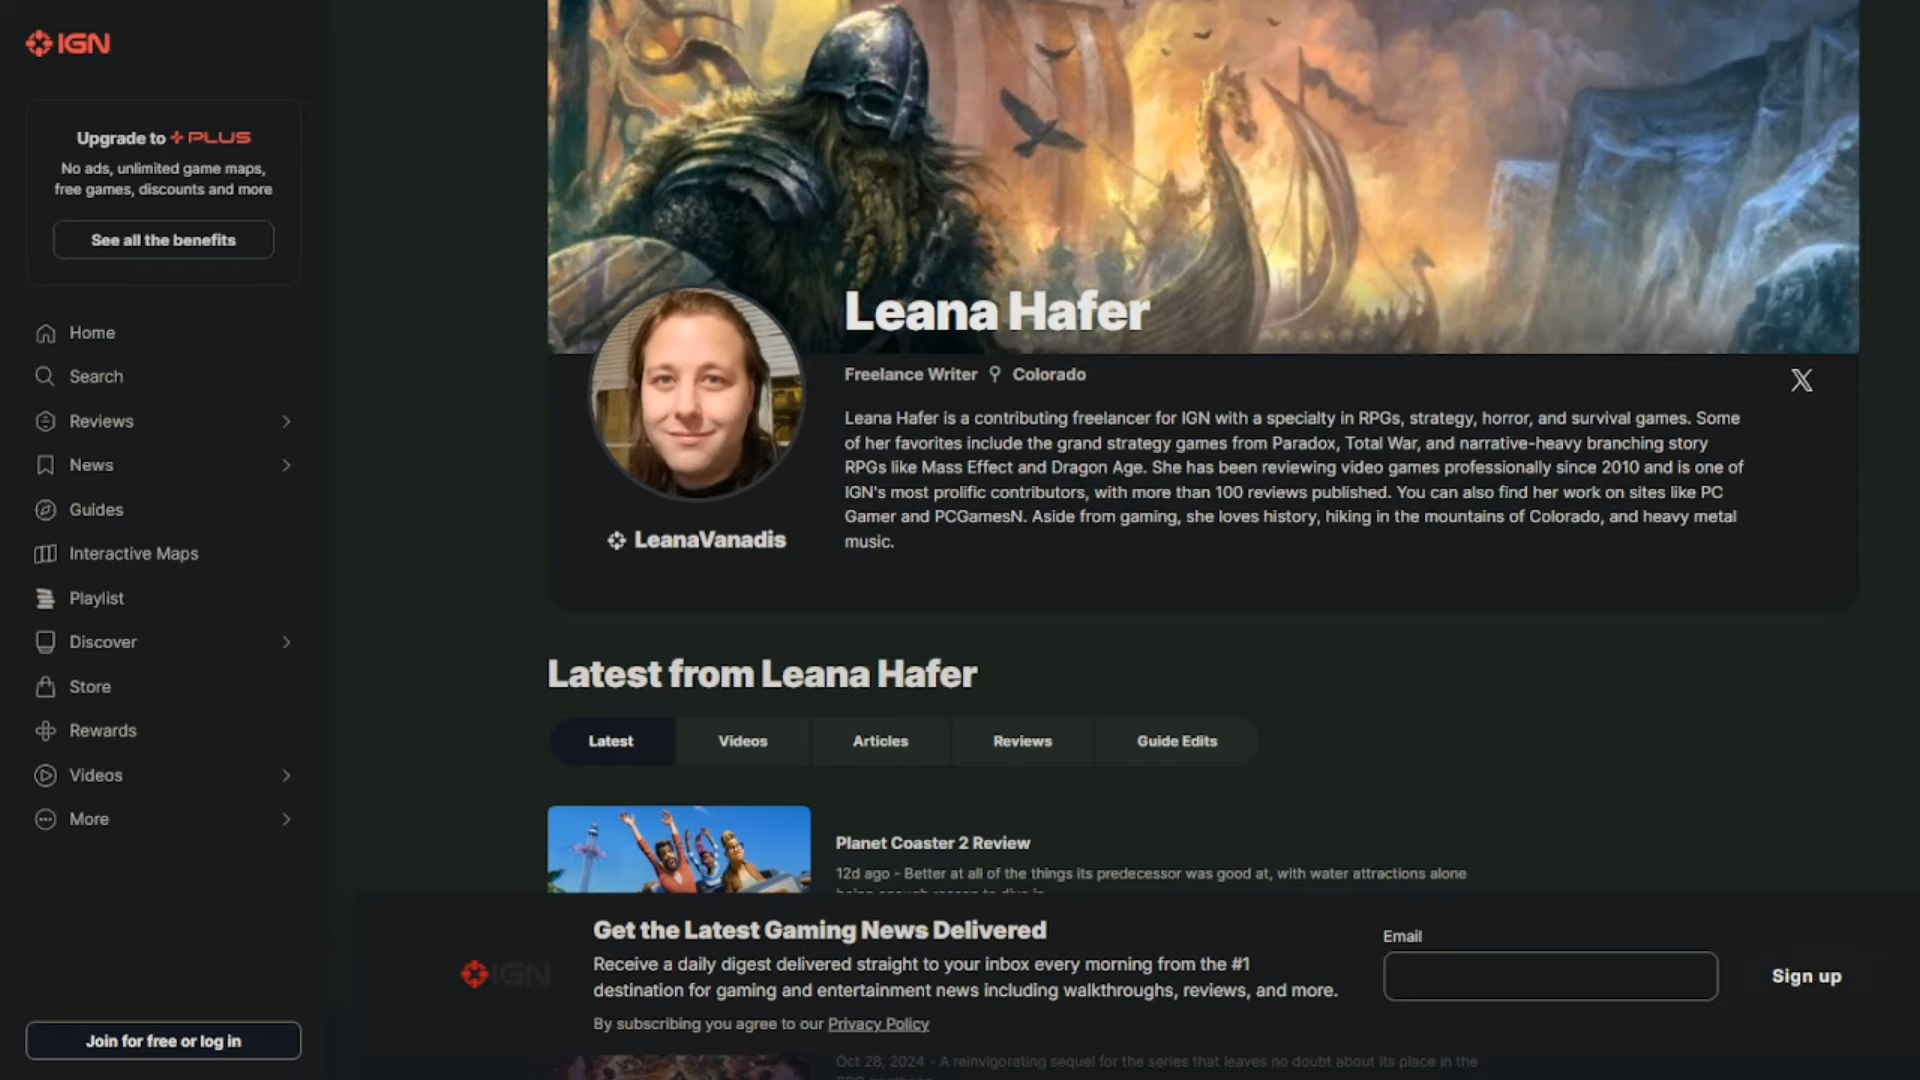 IGN
Upgrade to PLUS
No ads, unlimited game maps,
free games, discounts and more
See all the benefits
Home
Search
Reviews
News
Guides
Interactive Maps
Playlist
Discover
Store
Rewards
Videos
More
Join for free or log in
Leana Hafer
Freelance Writer Colorado
X
LeanaVanadis
Leana Hafer is a contributing freelancer for IGN with a specialty in RPGs, strategy, horror, and survival games. Some
of her favorites include the grand strategy games from Paradox, Total War, and narrative-heavy branching story
RPGs like Mass Effect and Dragon Age. She has been reviewing video games professionally since 2010 and is one of
IGN's most prolific contributors, with more than 100 reviews published. You can also find her work on sites like PC
Gamer and PCGamesN. Aside from gaming, she loves history, hiking in the mountains of Colorado, and heavy metal
music.
Latest from Leana Hafer
Latest Videos Articles Reviews Guide Edits
Planet Coaster 2 Review
12d ago - Better at all of the things its predecessor was good at, with water attractions alone
Get the Latest Gaming News Delivered
Receive a daily digest delivered straight to your inbox every morning from the #1
destination for gaming and entertainment news including walkthroughs, reviews, and more.
By subscribing you agree to our Privacy Policy
IGN
Email
Sign up
Oct 28, 2024 - A reinvigorating sequel for the series that leaves no doubt about its place in the